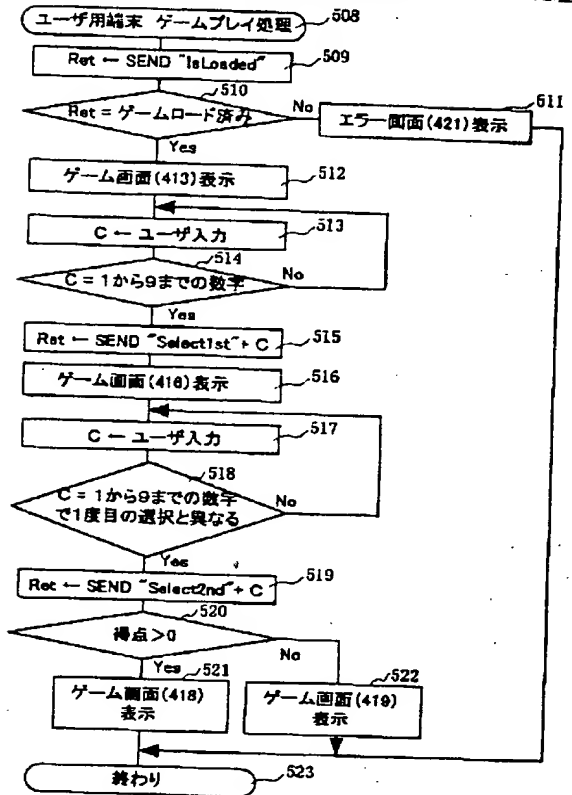 ユーザ用端末 ゲームプレイ処理
508
Ret ← SEND "IsLoaded"
509
510
Ret = ゲームロード済み
No
Yes
511
エラー画面(421)表示
ゲーム画面(413)表示
512
C ← ユーザ入力
513
514
C = 1から9までの数字
No
Yes
Ret ← SEND "Select1st" + C
515
ゲーム画面(416)表示
516
C ← ユーザ入力
517
518
C = 1から9までの数字
で1度目の選択と異なる
No
Yes
Ret ← SEND "Select2nd" + C
519
520
得点>0
Yes
No
521
ゲーム画面(418)
表示
522
ゲーム画面(419)
表示
終わり
523